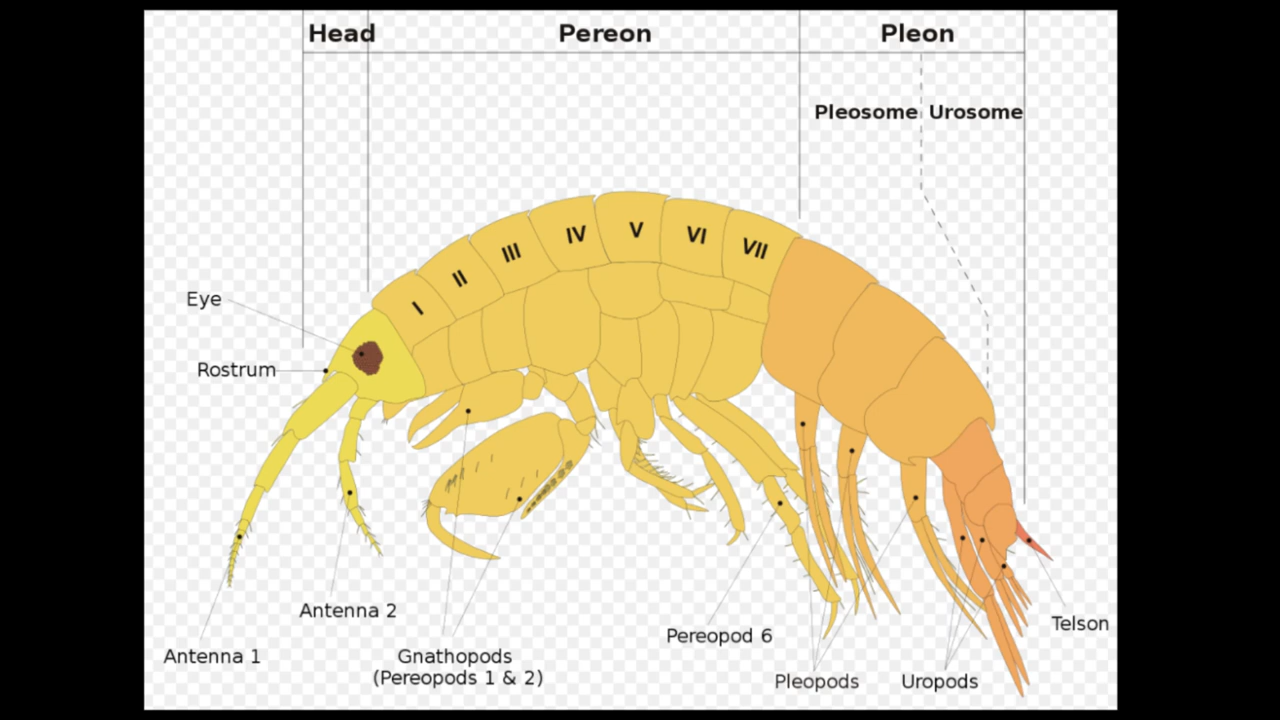 Head
Pereon
Pleon
Pleosome
Urosome
I
II
III
IV
V
VI
VII
Eye
Rostrum
Antenna 1
Antenna 2
Gnathopods
(Pereopods 1 & 2)
Pereopod 6
Pleopods
Uropods
Telson